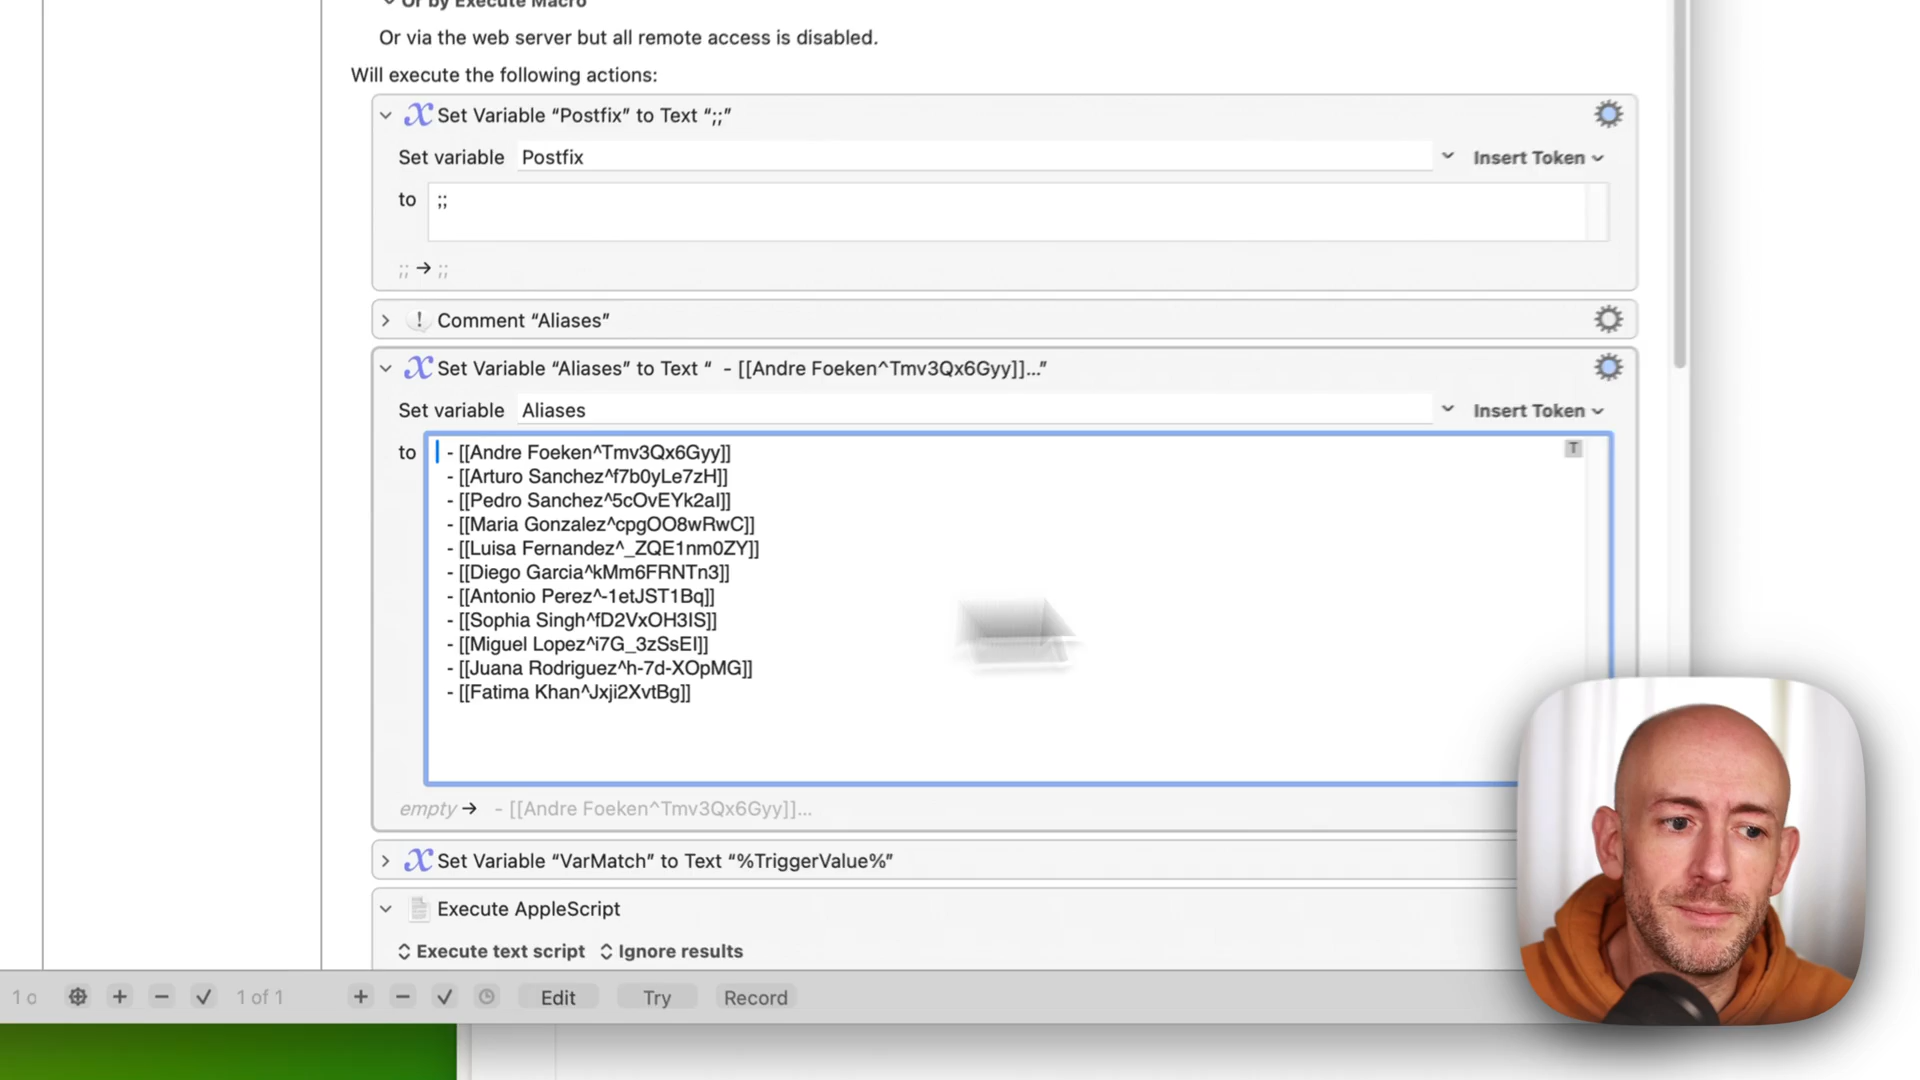 Or by Execute Macro
Or via the web server but all remote access is disabled.
Will execute the following actions:
Set Variable “Postfix” to Text “;;”
Set variable Postfix Insert Token
to ;;
;; → ;;
Comment “Aliases”
Set Variable “Aliases” to Text “  - [[Andre Foeken^Tmv3Qx6Gyy]]...”
Set variable Aliases Insert Token
to - [[Andre Foeken^Tmv3Qx6Gyy]] T
- [[Arturo Sanchez^f7b0yLe7zH]]
- [[Pedro Sanchez^5cOvEYk2aI]]
- [[Maria Gonzalez^cpgOO8wRwC]]
- [[Luisa Fernandez^_ZQE1nm0ZY]]
- [[Diego Garcia^kMm6FRNTn3]]
- [[Antonio Perez^-1etJST1Bq]]
- [[Sophia Singh^fD2VxOH3IS]]
- [[Miguel Lopez^i7G_3zSsEI]]
- [[Juana Rodriguez^h-7d-XOpMG]]
- [[Fatima Khan^Jxji2XvtBg]]
empty → - [[Andre Foeken^Tmv3Qx6Gyy]]...
Set Variable “VarMatch” to Text “%TriggerValue%”
Execute AppleScript
Execute text script Ignore results
1 of 1 Edit Try Record